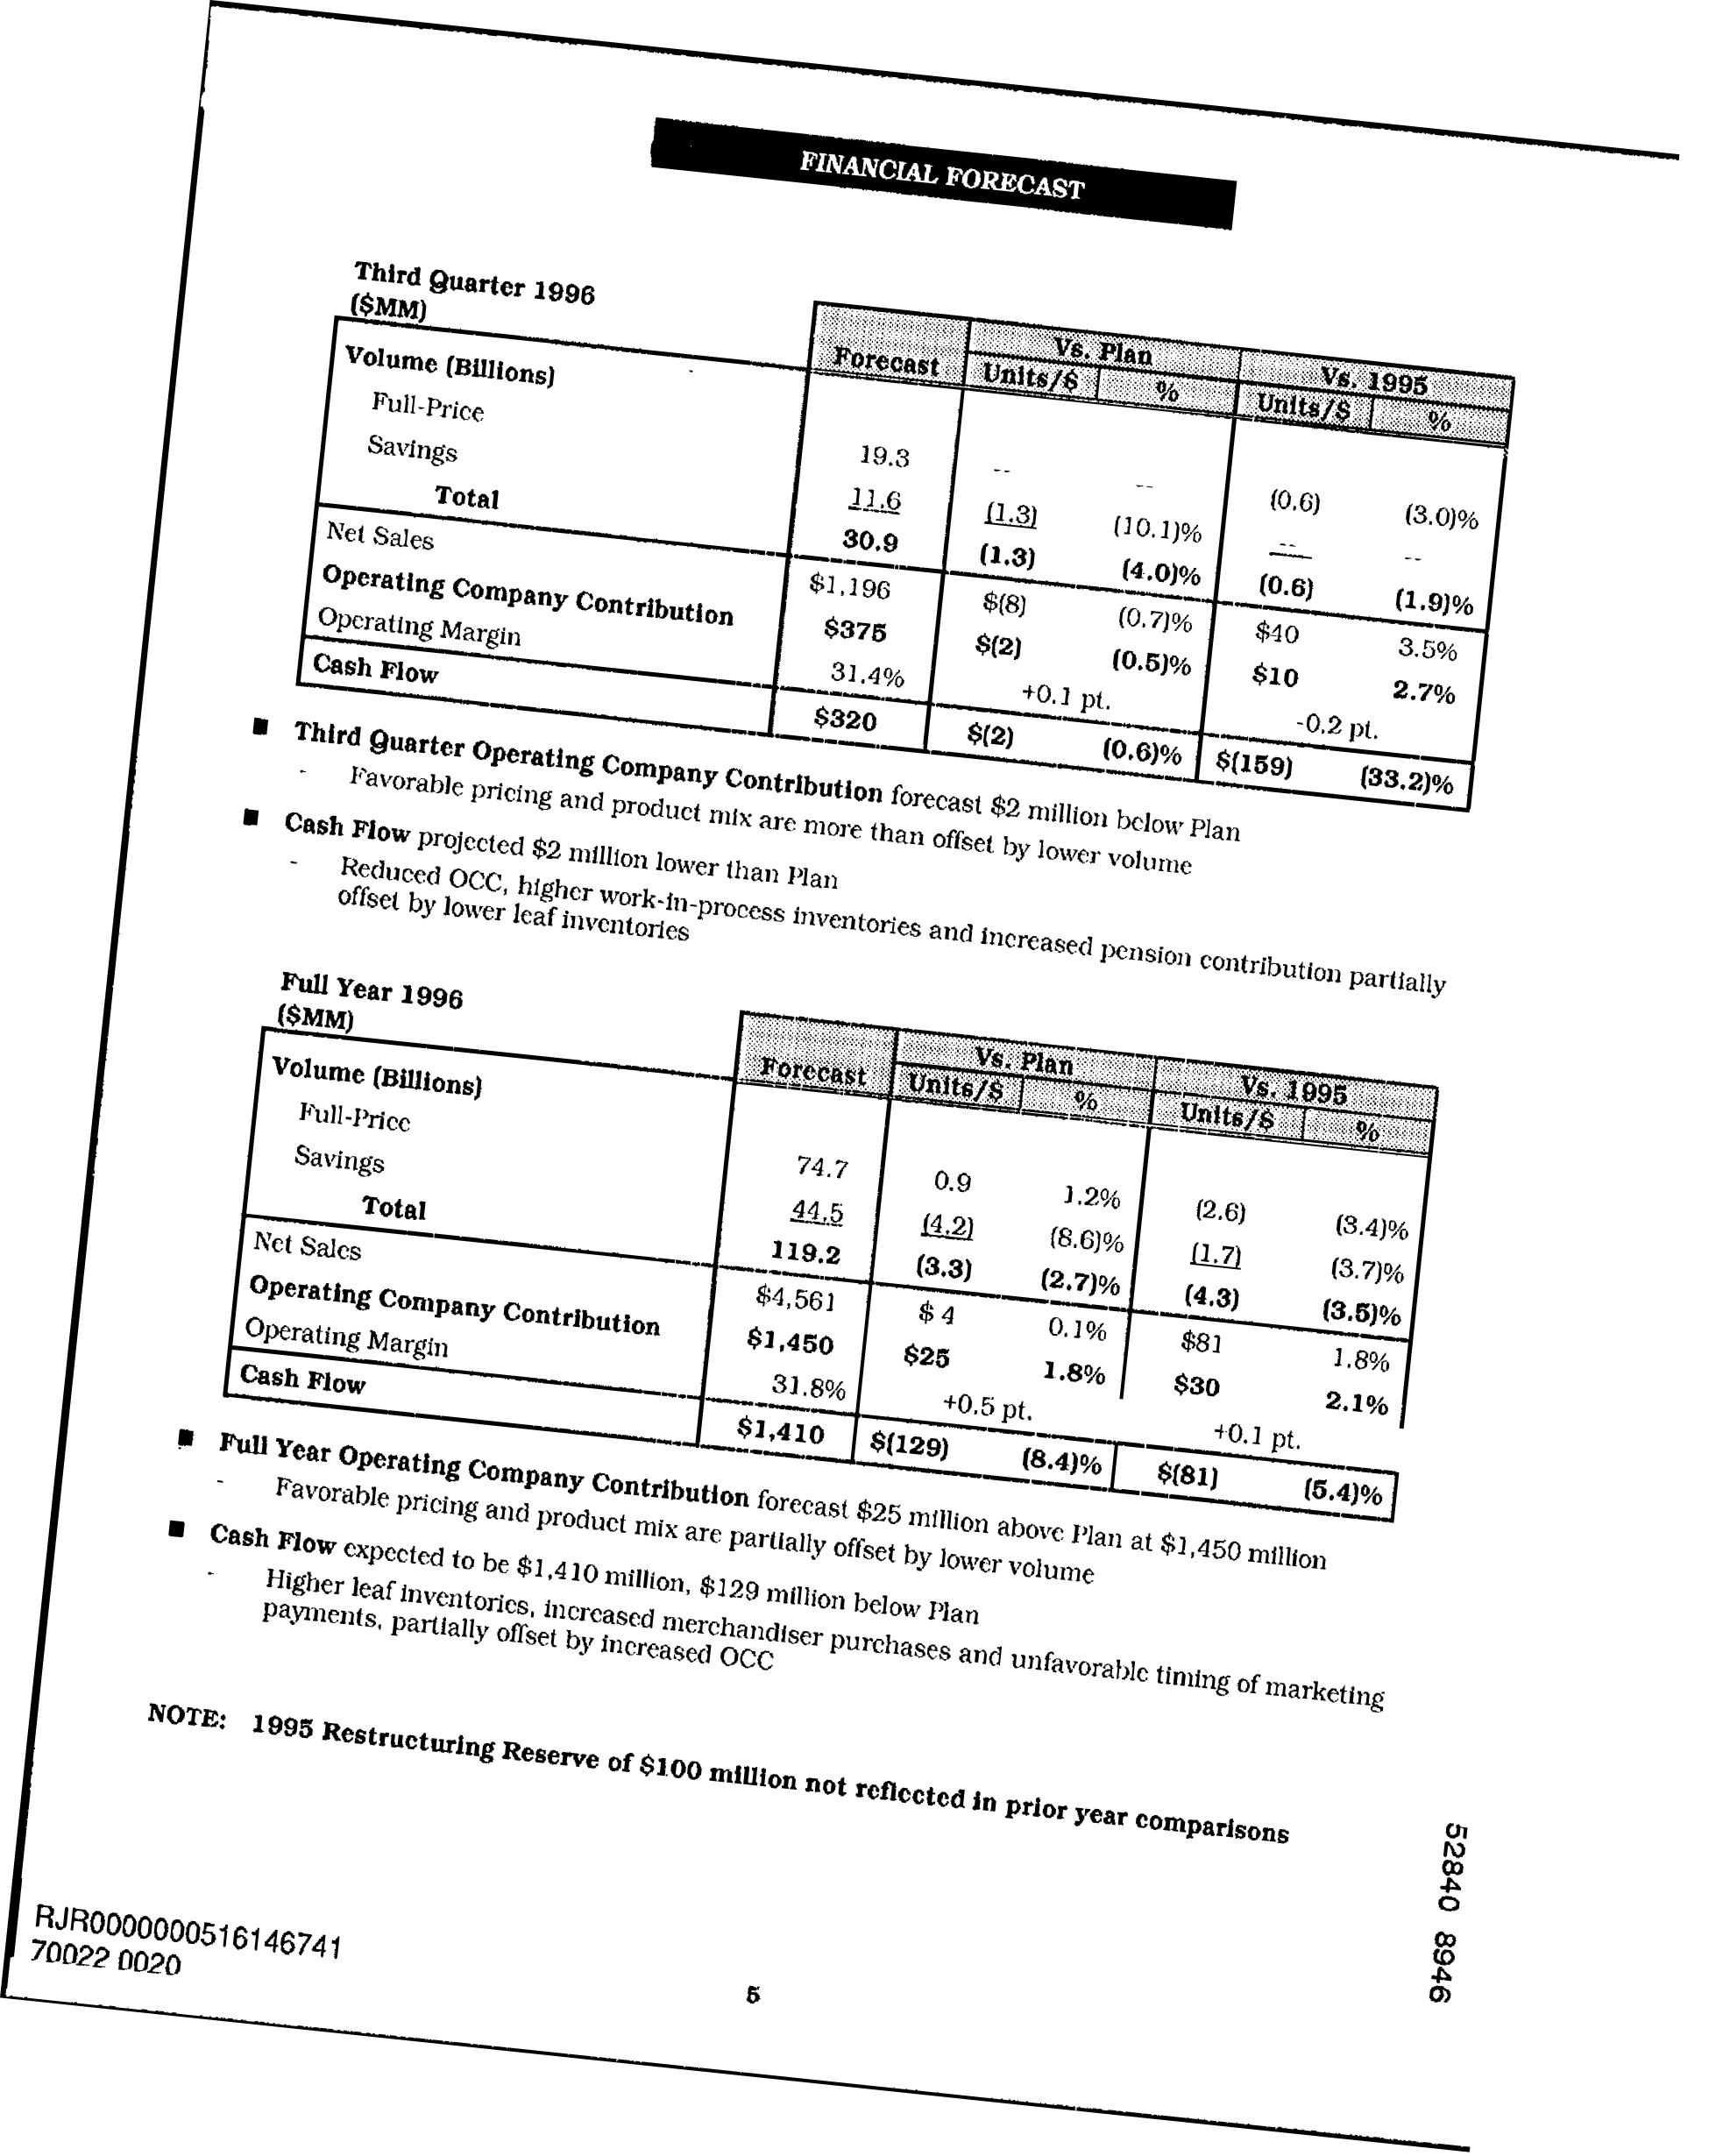 FINANCIAL FORECAST
Third Quarter 1996
($MM)
Forecast Vs. Plan Vs. 1995
Units/$ % Units/$ %
Volume (Billions)
Full-Price 19.3 -- -- (0.6) (3.0)%
Savings 11.6 (1.3) (10.1)% -- --
Total 30.9 (1.3) (4.0)% (0.6) (1.9)%
Net Sales $1,196 $(8) (0.7)% $40 3.5%
Operating Company Contribution $375 $(2) (0.5)% $10 2.7%
Operating Margin 31.4% +0.1 pt. -0.2 pt.
Cash Flow $320 $(2) (0.6)% $(159) (33.2)%
■ Third Quarter Operating Company Contribution forecast $2 million below Plan
- Favorable pricing and product mix are more than offset by lower volume
■ Cash Flow projected $2 million lower than Plan
- Reduced OCC, higher work-in-process inventories and increased pension contribution partially
offset by lower leaf inventories
Full Year 1996
($MM)
Forecast Vs. Plan Vs. 1995
Units/$ % Units/$ %
Volume (Billions)
Full-Price 74.7 0.9 1.2% (2.6) (3.4)%
Savings 44.5 (4.2) (8.6)% (1.7) (3.7)%
Total 119.2 (3.3) (2.7)% (4.3) (3.5)%
Net Sales $4,561 $ 4 0.1% $81 1.8%
Operating Company Contribution $1,450 $25 1.8% $30 2.1%
Operating Margin 31.8% +0.5 pt. +0.1 pt.
Cash Flow $1,410 $(129) (8.4)% $(81) (5.4)%
■ Full Year Operating Company Contribution forecast $25 million above Plan at $1,450 million
- Favorable pricing and product mix are partially offset by lower volume
■ Cash Flow expected to be $1,410 million, $129 million below Plan
- Higher leaf inventories, increased merchandiser purchases and unfavorable timing of marketing
payments, partially offset by increased OCC
NOTE: 1995 Restructuring Reserve of $100 million not reflected in prior year comparisons
52840 8946
RJR0000000516146741
70022 0020
5